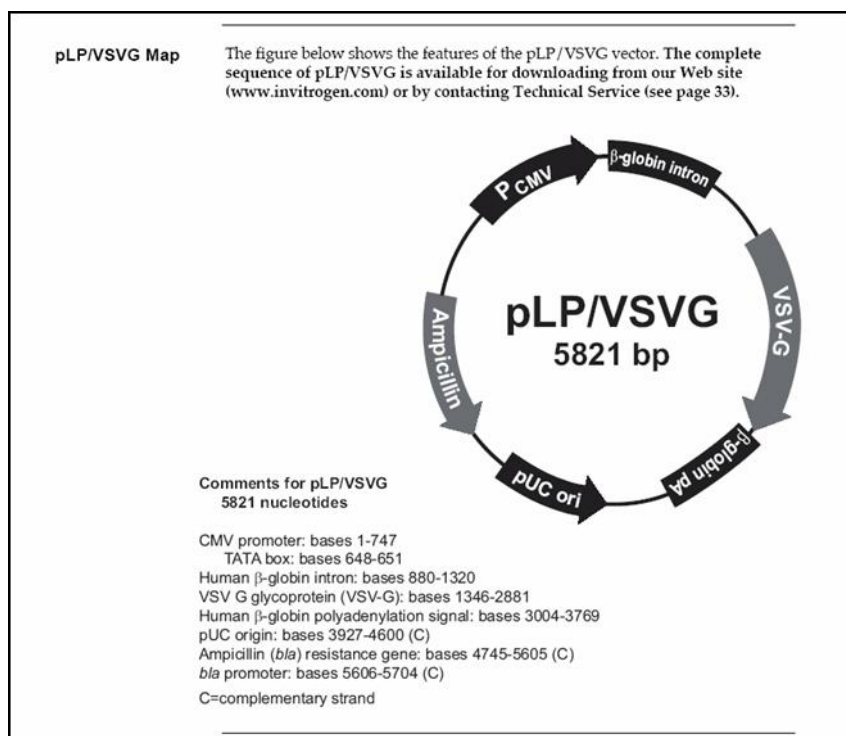 pLP/VSVG Map
The figure below shows the features of the pLP/VSVG vector. The complete
sequence of pLP/VSVG is available for downloading from our Web site
(www.invitrogen.com) or by contacting Technical Service (see page 33).
PCMV
β-globin intron
VSV-G
β-globin pA
pUC ori
Ampicillin
pLP/VSVG
5821 bp
Comments for pLP/VSVG
5821 nucleotides
CMV promoter: bases 1-747
TATA box: bases 648-651
Human β-globin intron: bases 880-1320
VSV G glycoprotein (VSV-G): bases 1346-2881
Human β-globin polyadenylation signal: bases 3004-3769
pUC origin: bases 3927-4600 (C)
Ampicillin (bla) resistance gene: bases 4745-5605 (C)
bla promoter: bases 5606-5704 (C)
C=complementary strand